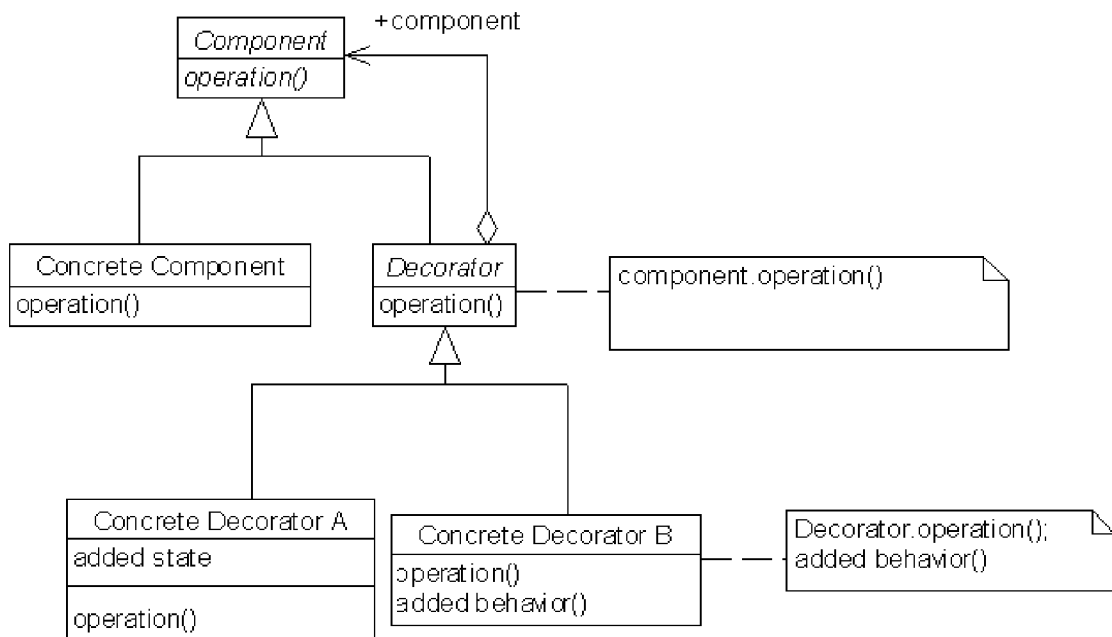 +component
Component
operation()
Concrete Component
operation()
Decorator
operation()
component.operation()
Concrete Decorator A
added state
operation()
Concrete Decorator B
operation()
added behavior()
Decorator.operation();
added behavior()